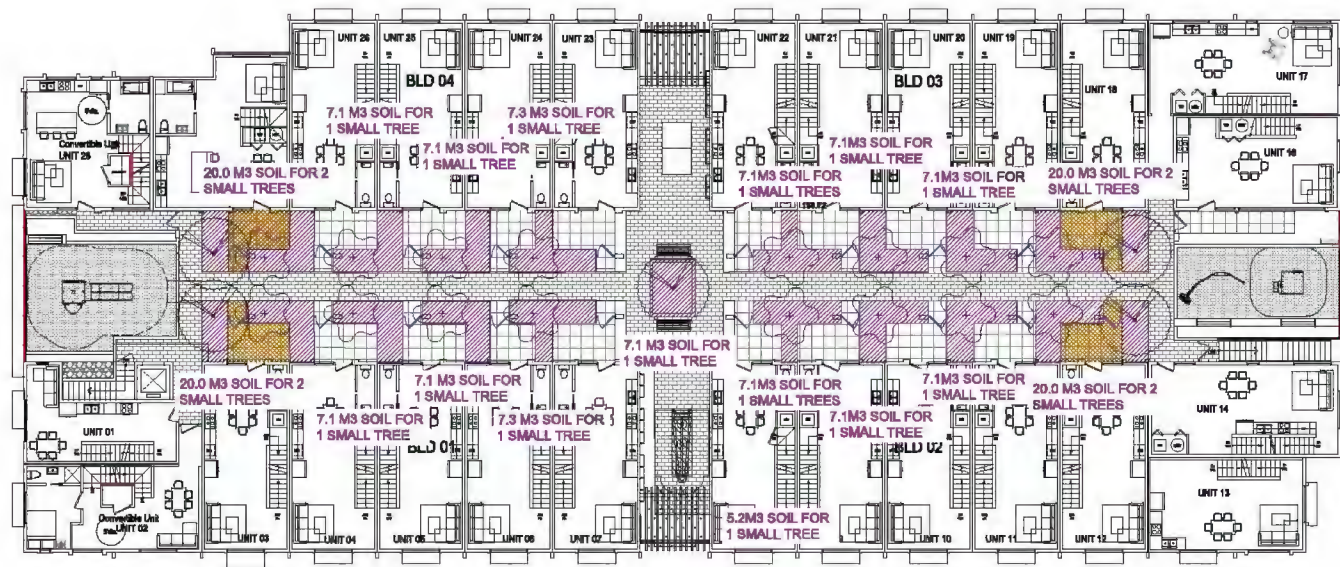 UNIT 26
UNIT 25
UNIT 24
UNIT 23
UNIT 22
UNIT 21
UNIT 20
UNIT 19
UNIT 18
UNIT 17
BLD 04
BLD 03
7.1 M3 SOIL FOR
1 SMALL TREE
7.3 M3 SOIL FOR
1 SMALL TREE
7.1 M3 SOIL FOR
1 SMALL TREE
7.1M3 SOIL FOR
1 SMALL TREE
7.1M3 SOIL FOR
1 SMALL TREE
7.1M3 SOIL FOR
1 SMALL TREE
Convertible Unit
UNIT 25
20.0 M3 SOIL FOR 2
SMALL TREES
20.0 M3 SOIL FOR 2
SMALL TREES
UNIT 16
7.1 M3 SOIL FOR
1 SMALL TREE
20.0 M3 SOIL FOR 2
SMALL TREES
7.1 M3 SOIL FOR
1 SMALL TREE
7.1 M3 SOIL FOR
1 SMALL TREE
7.3 M3 SOIL FOR
1 SMALL TREE
7.1M3 SOIL FOR
1 SMALL TREE
7.1M3 SOIL FOR
1 SMALL TREE
7.1M3 SOIL FOR
1 SMALL TREE
20.0 M3 SOIL FOR 2
SMALL TREES
UNIT 01
UNIT 14
BLD 01
BLD 02
UNIT 13
Convertible Unit
UNIT 02
5.2M3 SOIL FOR
1 SMALL TREE
UNIT 03
UNIT 04
UNIT 05
UNIT 06
UNIT 07
UNIT 10
UNIT 11
UNIT 12